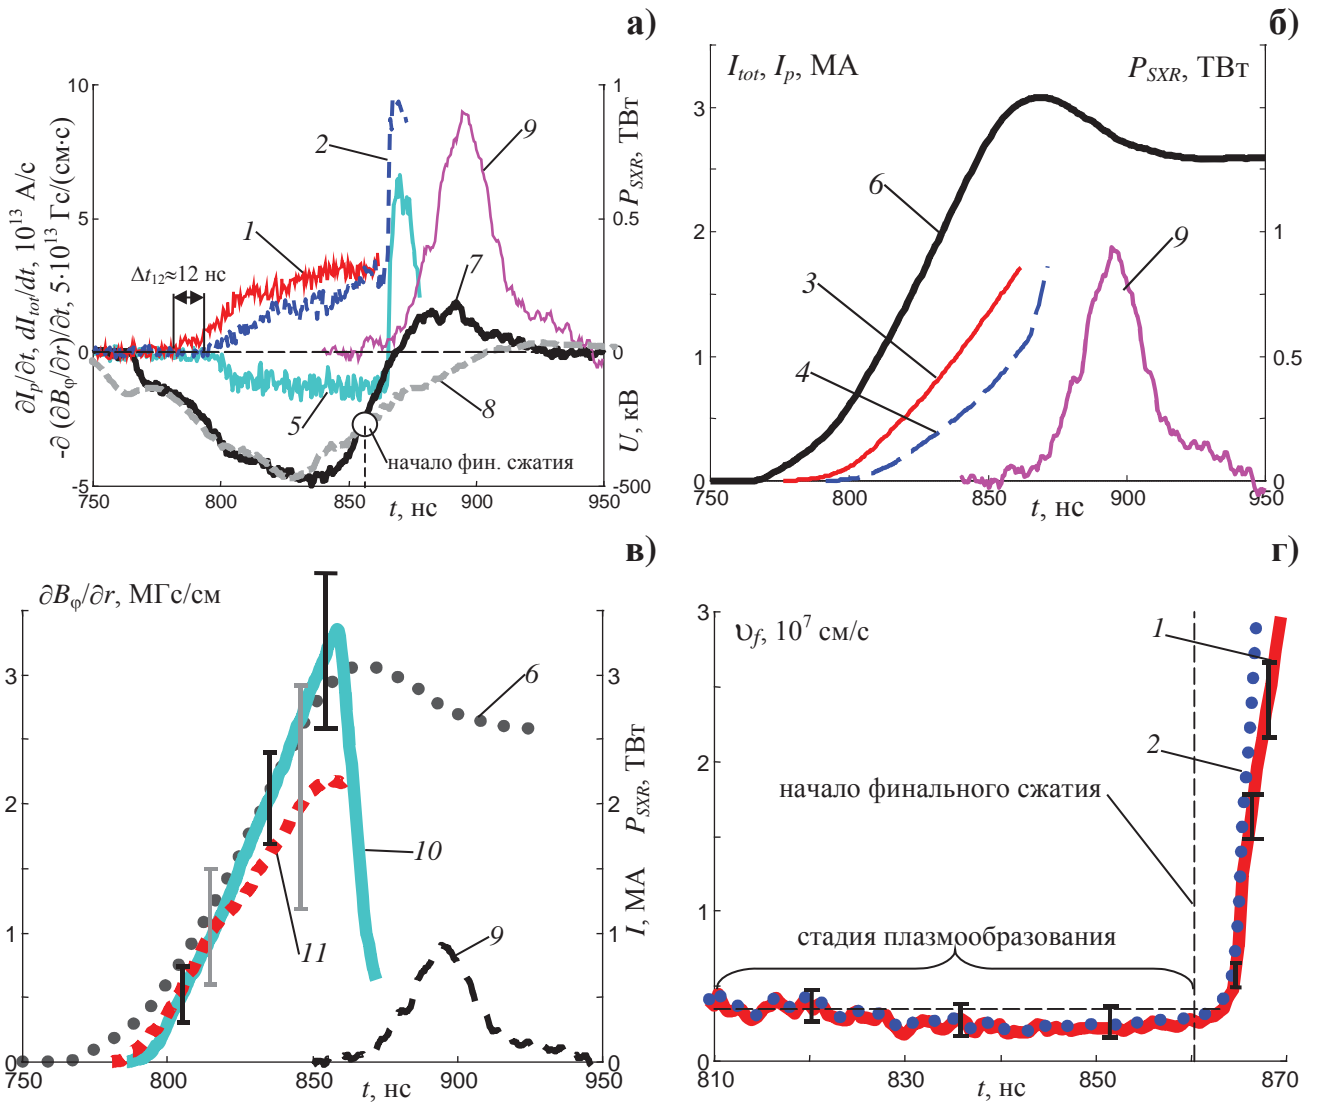 а)
∂I_p/∂t, dI_tot/dt, 10^13 А/с
-∂(∂B_φ/∂r)/∂t, 5·10^13 Гс/(см·с)
10
5
0
-5
1
0.5
0
-500
P_SXR, ТВт
U, кВ
Δt_12≈12 нс
1
2
9
7
5
8
начало фин. сжатия
750
800
850
900
950
t, нс
б)
I_tot, I_p, МА
P_SXR, ТВт
3
2
1
0
1
0.5
0
6
3
4
9
750
800
850
900
950
t, нс
в)
∂B_φ/∂r, МГс/см
3
2
1
0
3
2
1
0
I, МА P_SXR, ТВт
6
10
11
9
750
800
850
900
950
t, нс
г)
υ_f, 10^7 см/с
3
2
1
0
1
2
начало финального сжатия
стадия плазмообразования
810
830
850
870
t, нс